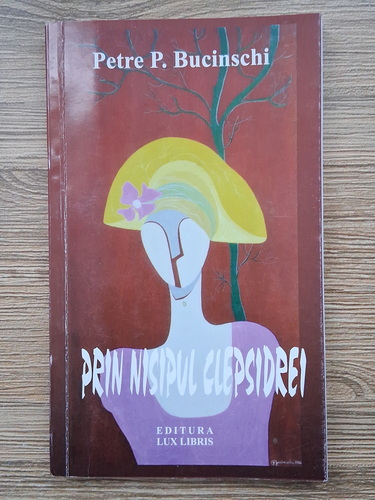 Petre P. Bucinschi
PRIN NISIPUL CLEPSIDREI
EDITURA
LUX LIBRIS